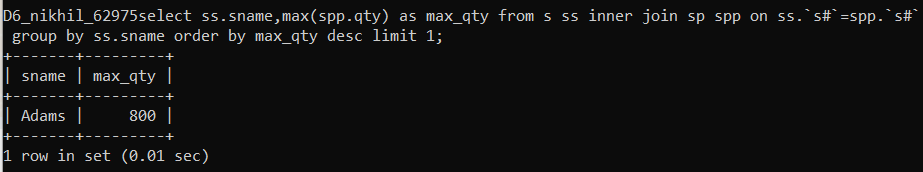 D6_nikhil_62975select ss.sname,max(spp.qty) as max_qty from s ss inner join sp spp on ss.`s#`=spp.`s#`
 group by ss.sname order by max_qty desc limit 1;
+-------+---------+
| sname | max_qty |
+-------+---------+
| Adams |     800 |
+-------+---------+
1 row in set (0.01 sec)